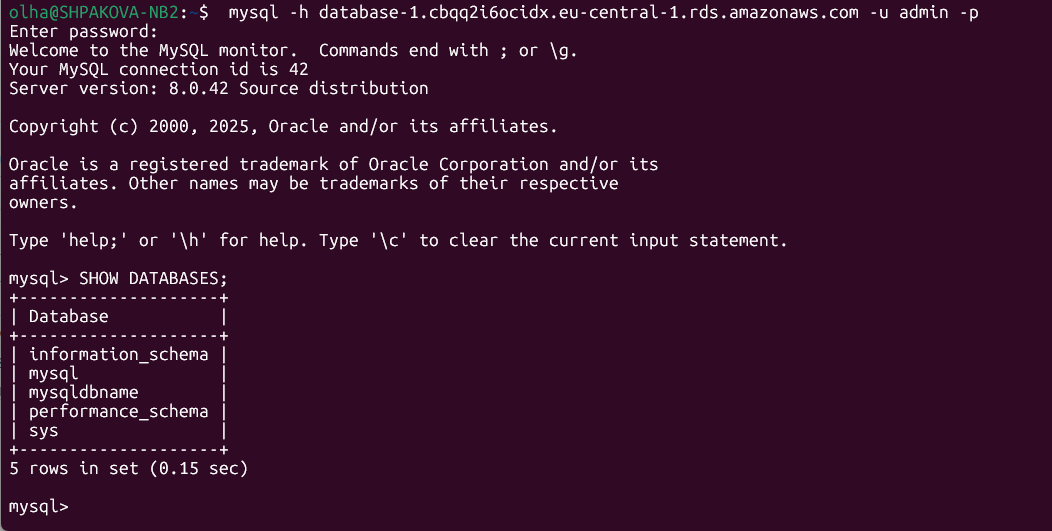 olha@SHPAKOVA-NB2:~$  mysql -h database-1.cbqq2i6ocidx.eu-central-1.rds.amazonaws.com -u admin -p
Enter password:
Welcome to the MySQL monitor.  Commands end with ; or \g.
Your MySQL connection id is 42
Server version: 8.0.42 Source distribution

Copyright (c) 2000, 2025, Oracle and/or its affiliates.

Oracle is a registered trademark of Oracle Corporation and/or its
affiliates. Other names may be trademarks of their respective
owners.

Type 'help;' or '\h' for help. Type '\c' to clear the current input statement.

mysql> SHOW DATABASES;
+--------------------+
| Database           |
+--------------------+
| information_schema |
| mysql              |
| mysqldbname        |
| performance_schema |
| sys                |
+--------------------+
5 rows in set (0.15 sec)

mysql>